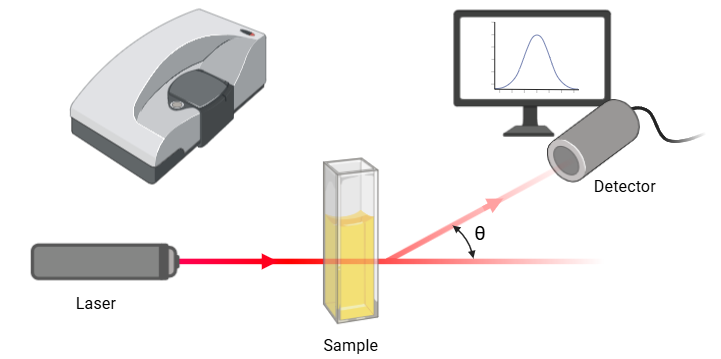 Detector
θ
Laser
Sample